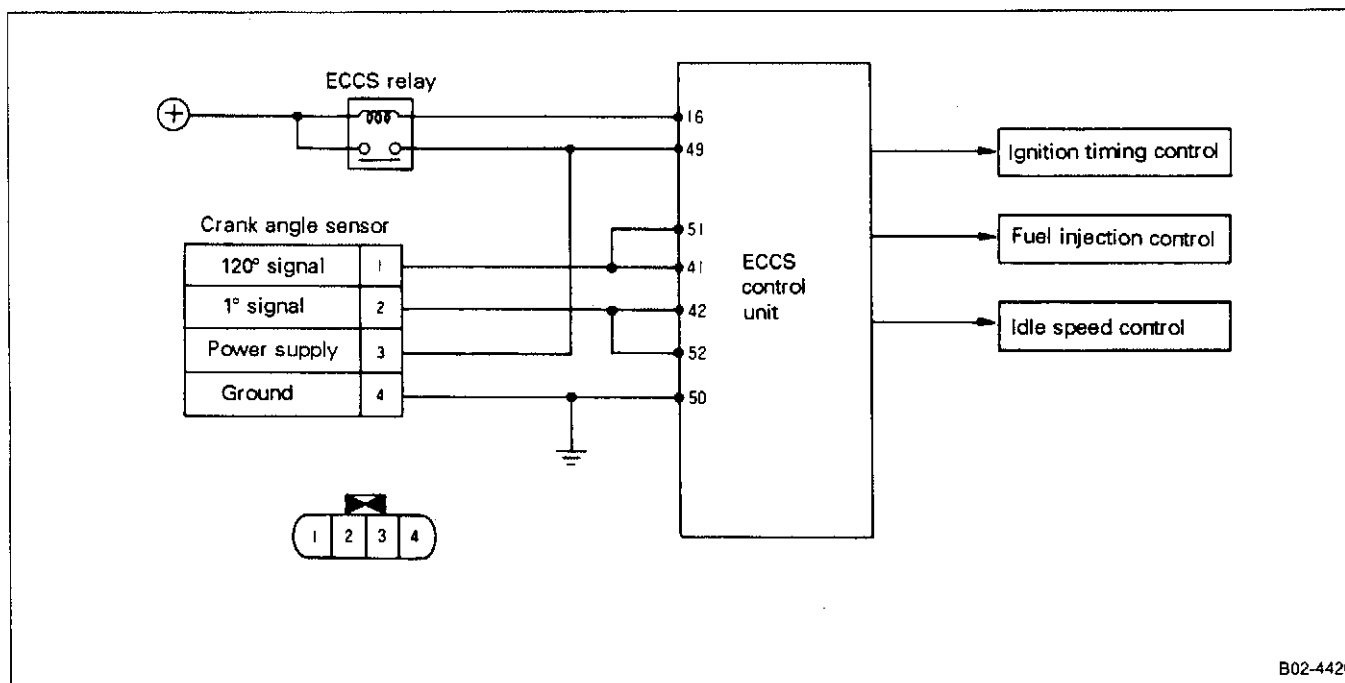 ECCS relay
+
16
49
Crank angle sensor
120° signal 1
1° signal 2
Power supply 3
Ground 4
51
41
42
52
50
ECCS
control
unit
Ignition timing control
Fuel injection control
Idle speed control
1 2 3 4